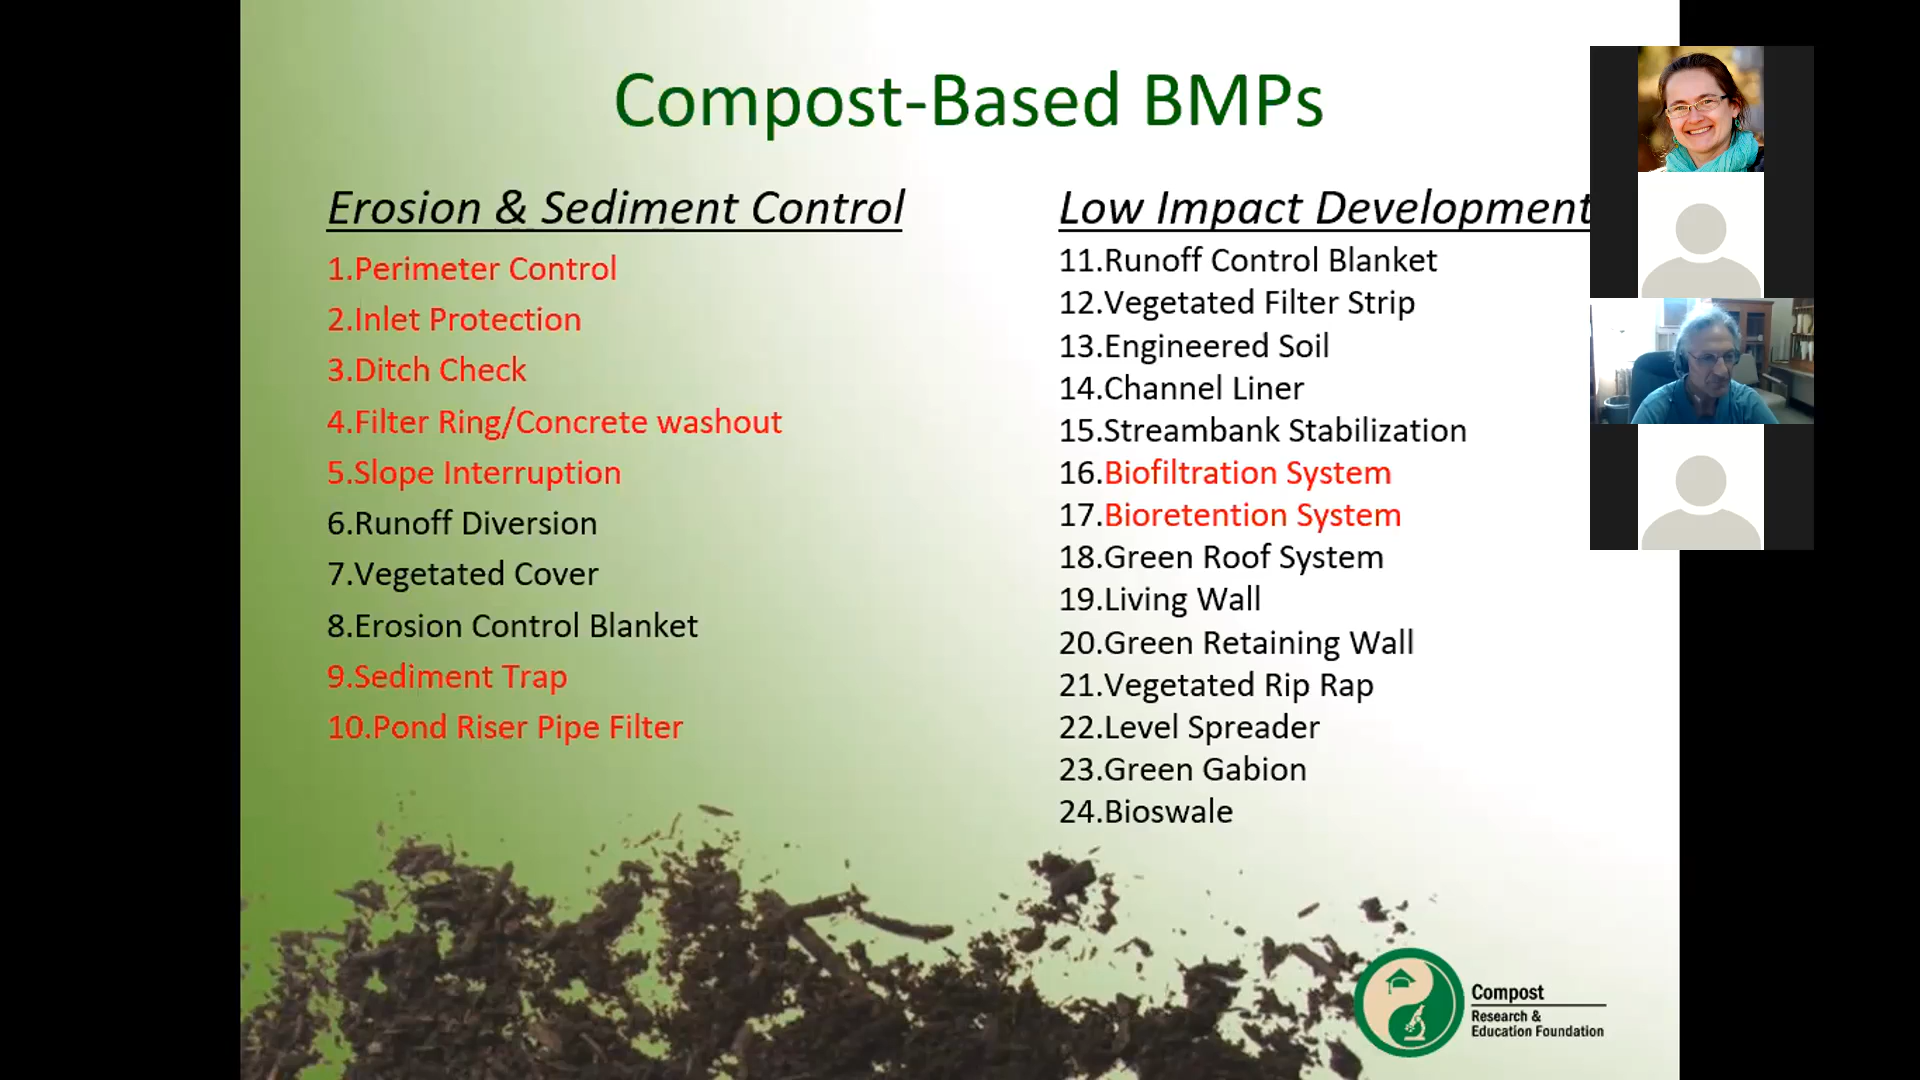 Compost-Based BMPs
Erosion & Sediment Control
1.Perimeter Control
2.Inlet Protection
3.Ditch Check
4.Filter Ring/Concrete washout
5.Slope Interruption
6.Runoff Diversion
7.Vegetated Cover
8.Erosion Control Blanket
9.Sediment Trap
10.Pond Riser Pipe Filter
Low Impact Development
11.Runoff Control Blanket
12.Vegetated Filter Strip
13.Engineered Soil
14.Channel Liner
15.Streambank Stabilization
16.Biofiltration System
17.Bioretention System
18.Green Roof System
19.Living Wall
20.Green Retaining Wall
21.Vegetated Rip Rap
22.Level Spreader
23.Green Gabion
24.Bioswale
Compost
Research &
Education Foundation